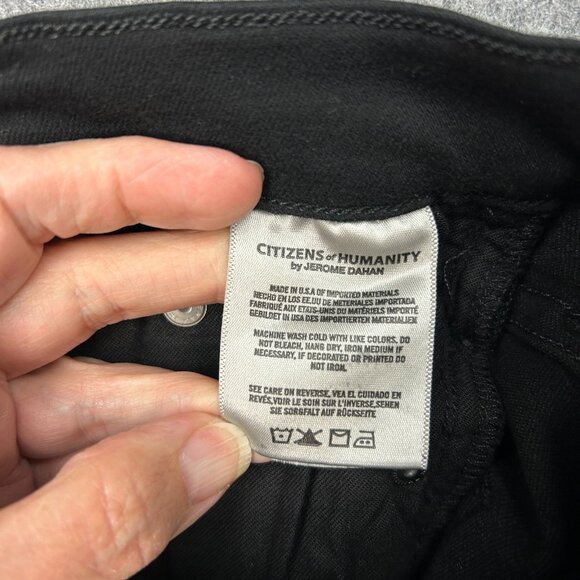 CITIZENS of HUMANITY
by JEROME DAHAN
MADE IN U.S.A OF IMPORTED MATERIALS
HECHO EN LOS EE.UU DE MATERIALES IMPORTADA
FABRIQUÉ AUX ETATS-UNIS DU MATÉRIELS IMPORTÉ
GEBILDET IN USA DES IMPORTIERTEN MATERIALIEN
MACHINE WASH COLD WITH LIKE COLORS, DO
NOT BLEACH, HANG DRY, IRON MEDIUM IF
NECESSARY, IF DECORATED OR PRINTED DO
NOT IRON.
SEE CARE ON REVERSE, VEA EL CUIDADO EN
REVÉS, VOIR LE SOIN SUR L'INVERSE, SEHEN
SIE SORGFALT AUF RÜCKSEITE